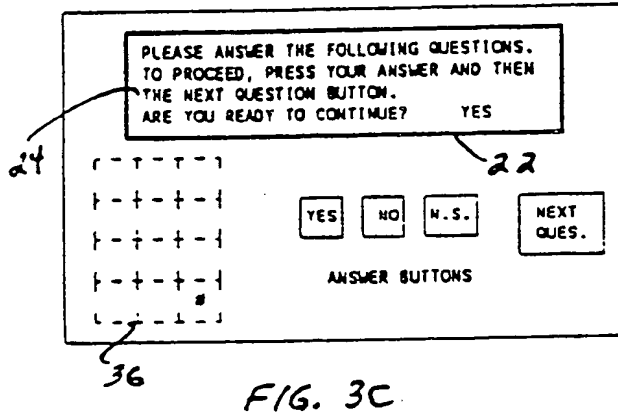 PLEASE ANSWER THE FOLLOWING QUESTIONS.
TO PROCEED, PRESS YOUR ANSWER AND THEN
THE NEXT QUESTION BUTTON.
ARE YOU READY TO CONTINUE? YES
24
22
YES NO N.S. NEXT
QUES.
ANSWER BUTTONS
#
36
FIG. 3C